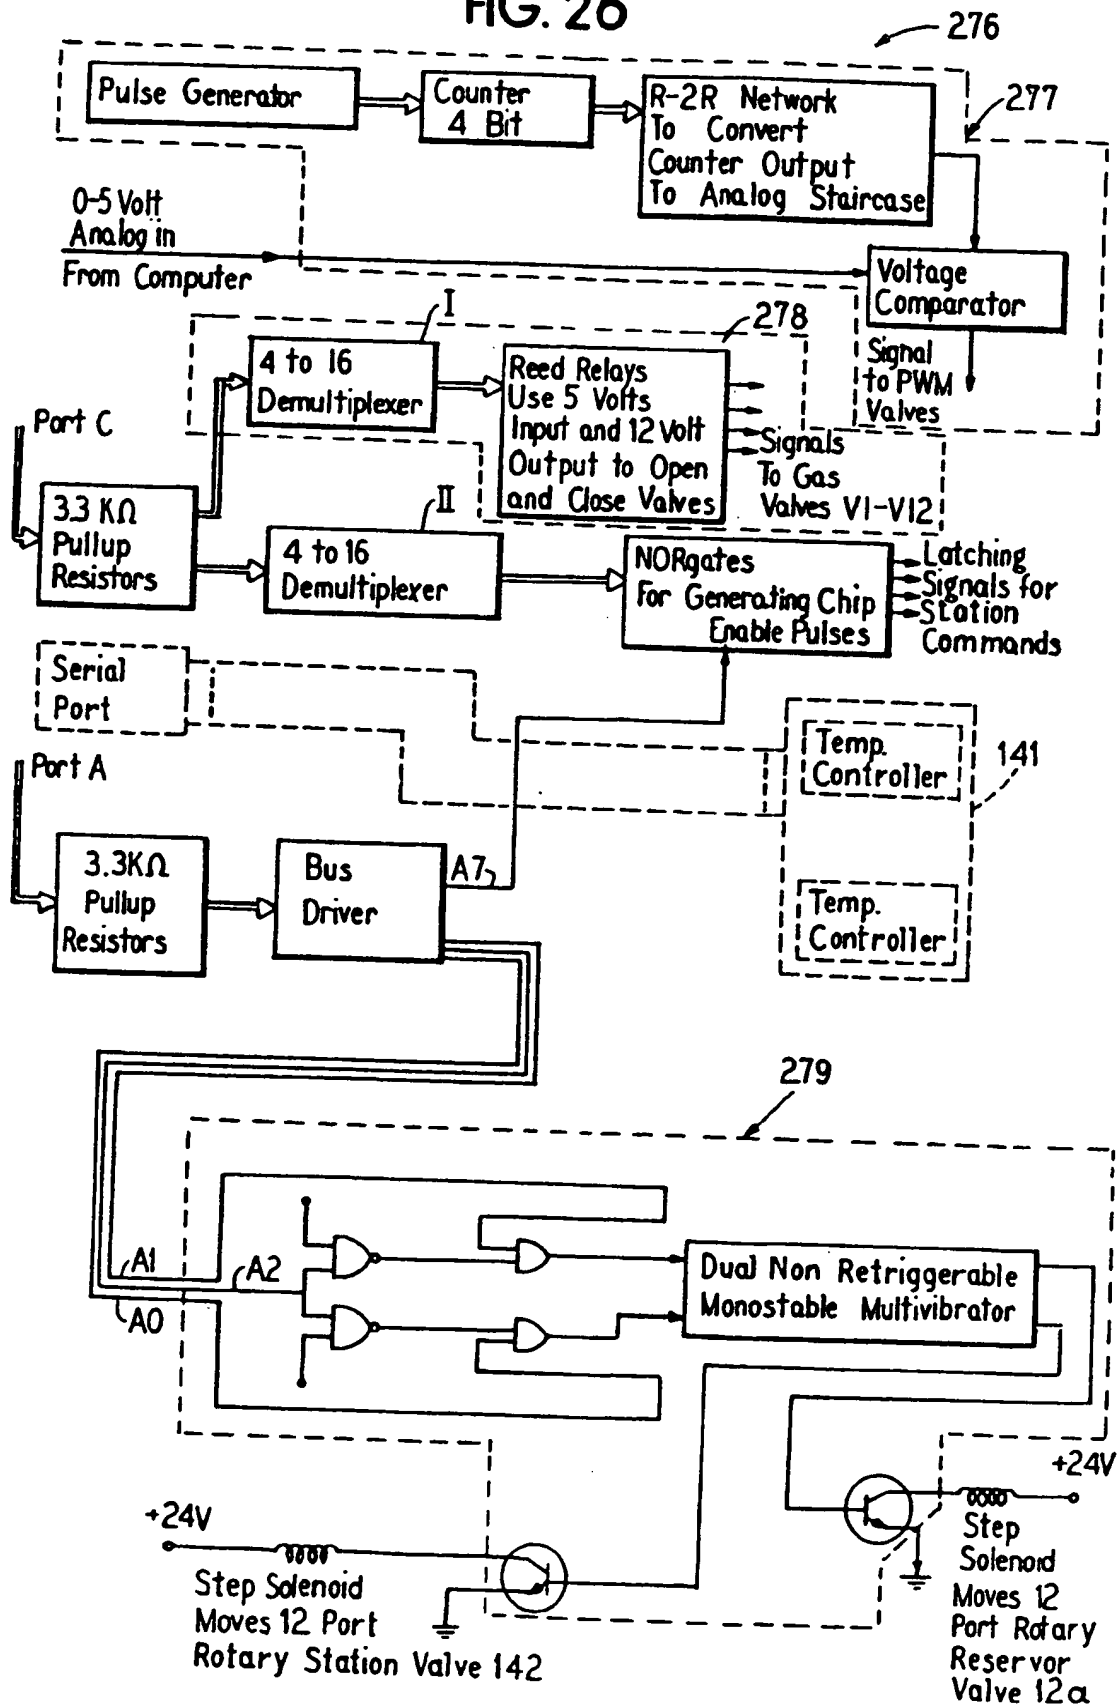 FIG. 26
276
Pulse Generator
Counter
4 Bit
R-2R Network
To Convert
Counter Output
To Analog Staircase
277
0-5 Volt
Analog in
From Computer
Voltage
Comparator
Signal
to PWM
Valves
I
278
4 to 16
Demultiplexer
Reed Relays
Use 5 Volts
Input and 12 Volt
Output to Open
and Close Valves
Signals
To Gas
Valves V1-V12
Port C
3.3 KΩ
Pullup
Resistors
II
4 to 16
Demultiplexer
NORgates
For Generating Chip
Enable Pulses
Latching
Signals for
Station
Commands
Serial
Port
Temp.
Controller
141
Port A
3.3KΩ
Pullup
Resistors
Bus
Driver
A7
Temp.
Controller
279
A1
A2
A0
Dual Non Retriggerable
Monostable Multivibrator
+24V
Step
Solenoid
Moves 12
Port Rotary
Reservor
Valve 12a
+24V
Step Solenoid
Moves 12 Port
Rotary Station Valve 142